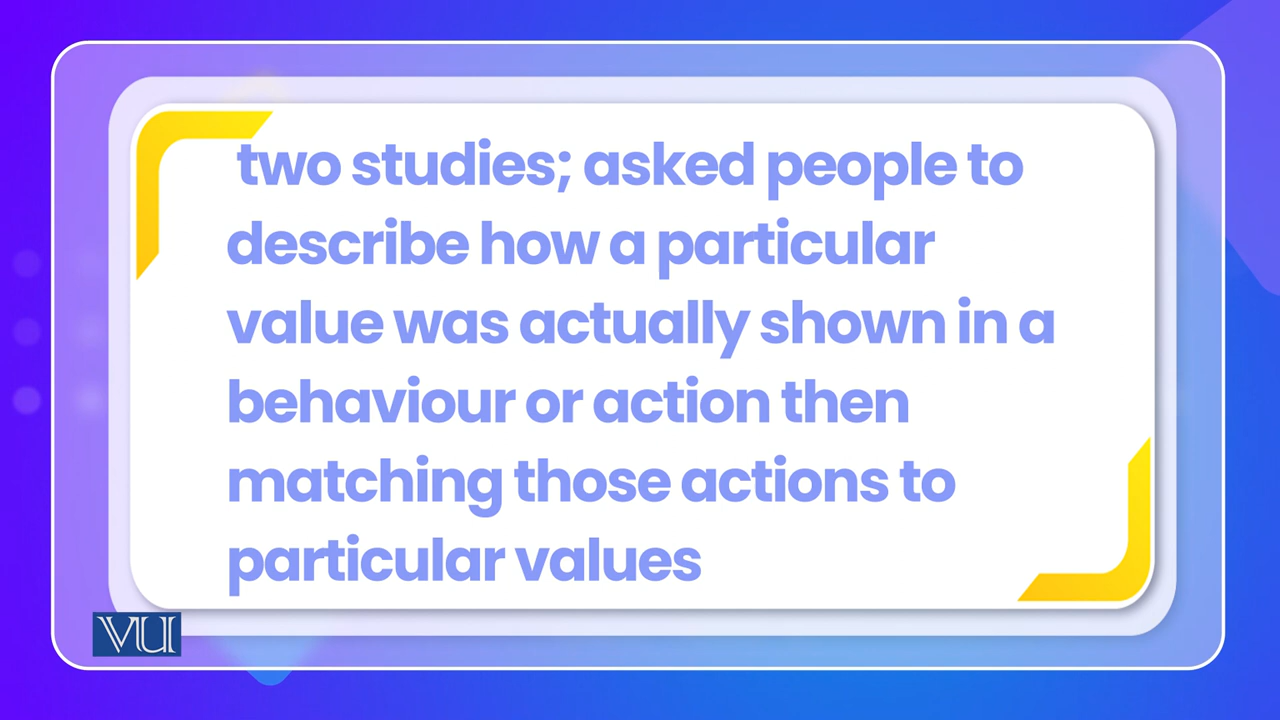 two studies; asked people to
describe how a particular
value was actually shown in a
behaviour or action then
matching those actions to
particular values
VU